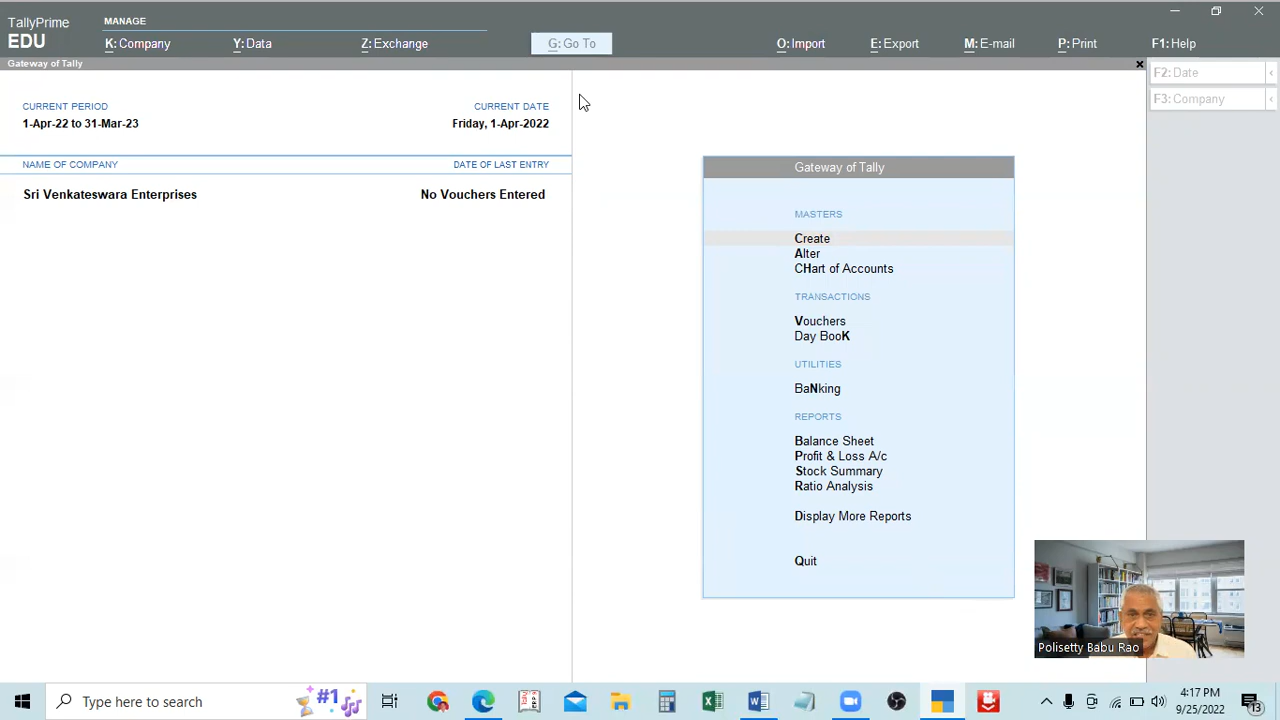 TallyPrime
EDU
MANAGE
K: Company
Y: Data
Z: Exchange
G: Go To
O: Import
E: Export
M: E-mail
P: Print
F1: Help
Gateway of Tally
F2: Date
F3: Company
CURRENT PERIOD
CURRENT DATE
1-Apr-22 to 31-Mar-23
Friday, 1-Apr-2022
NAME OF COMPANY
DATE OF LAST ENTRY
Sri Venkateswara Enterprises
No Vouchers Entered
Gateway of Tally
MASTERS
Create
Alter
CHart of Accounts
TRANSACTIONS
Vouchers
Day BooK
UTILITIES
BaNking
REPORTS
Balance Sheet
Profit & Loss A/c
Stock Summary
Ratio Analysis
Display More Reports
Quit
Polisetty Babu Rao
Type here to search
#1
4:17 PM
9/25/2022
13